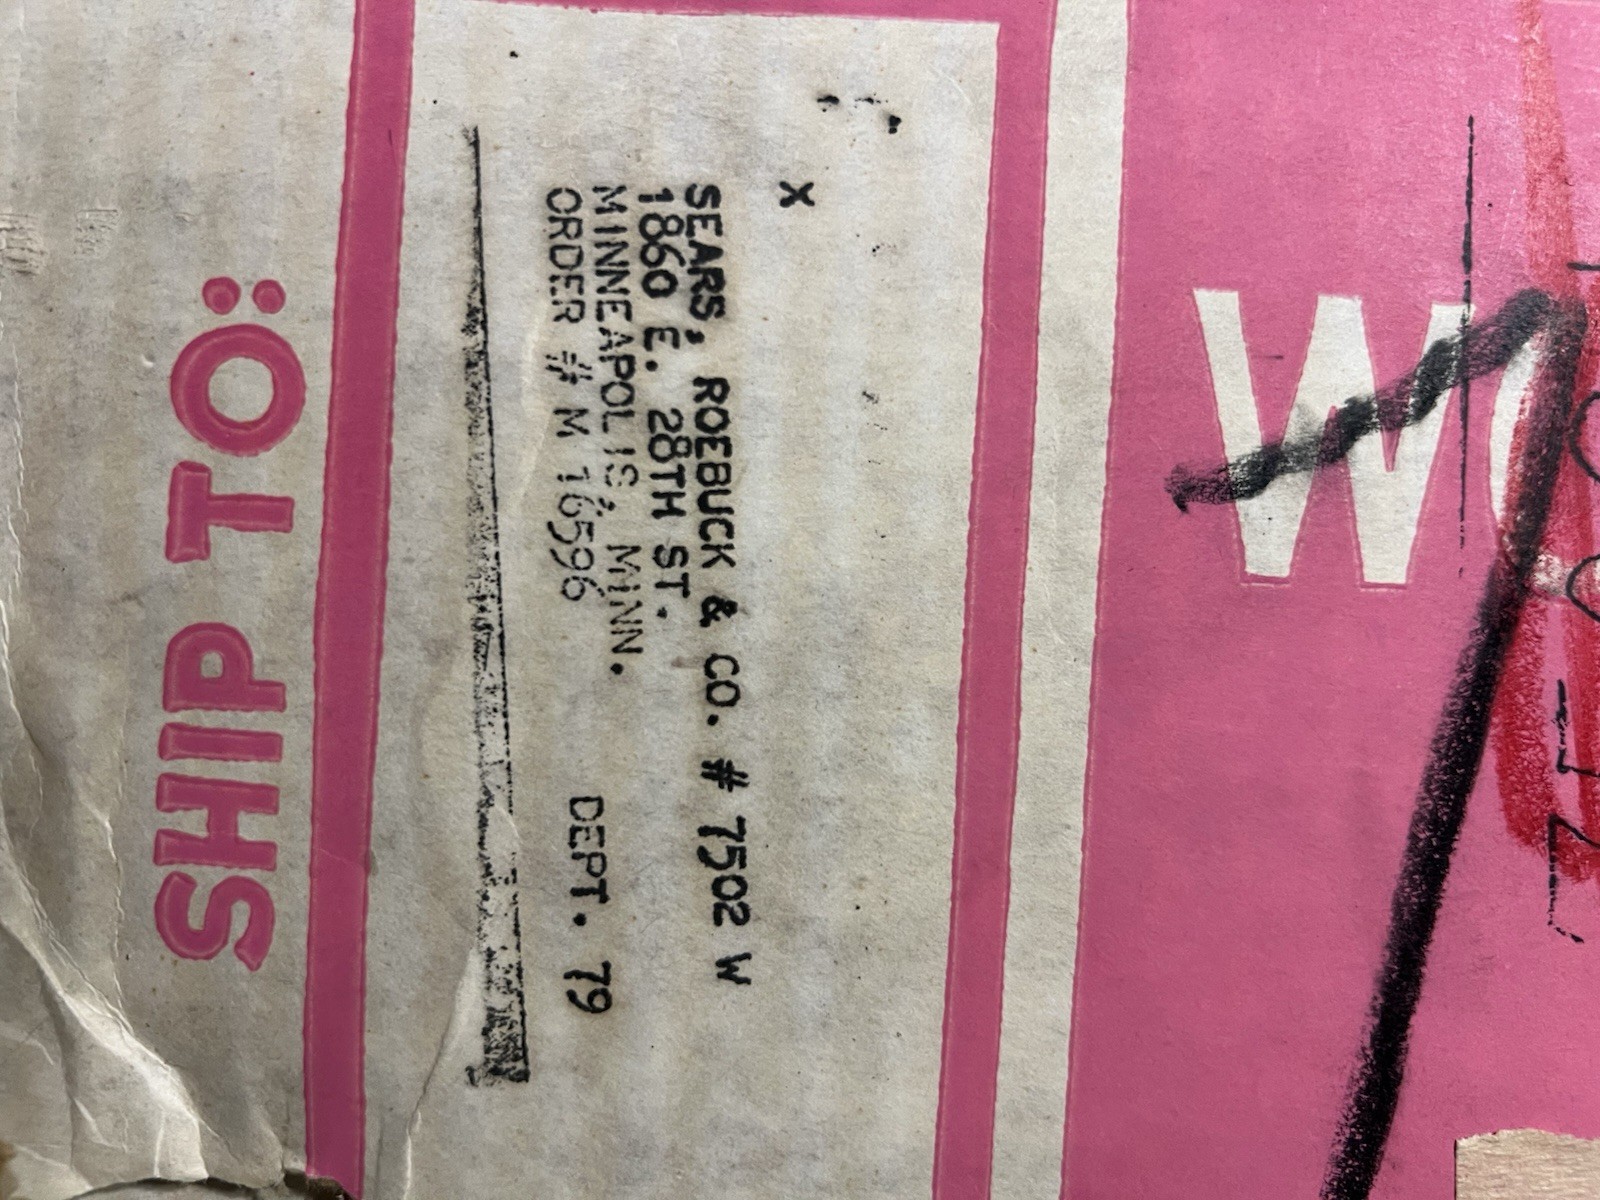 SHIP TO:
X
SEARS, ROEBUCK & CO. # 7502 W
1860 E. 28TH ST.
MINNEAPOLIS, MINN.
ORDER # M 16596 DEPT. 79